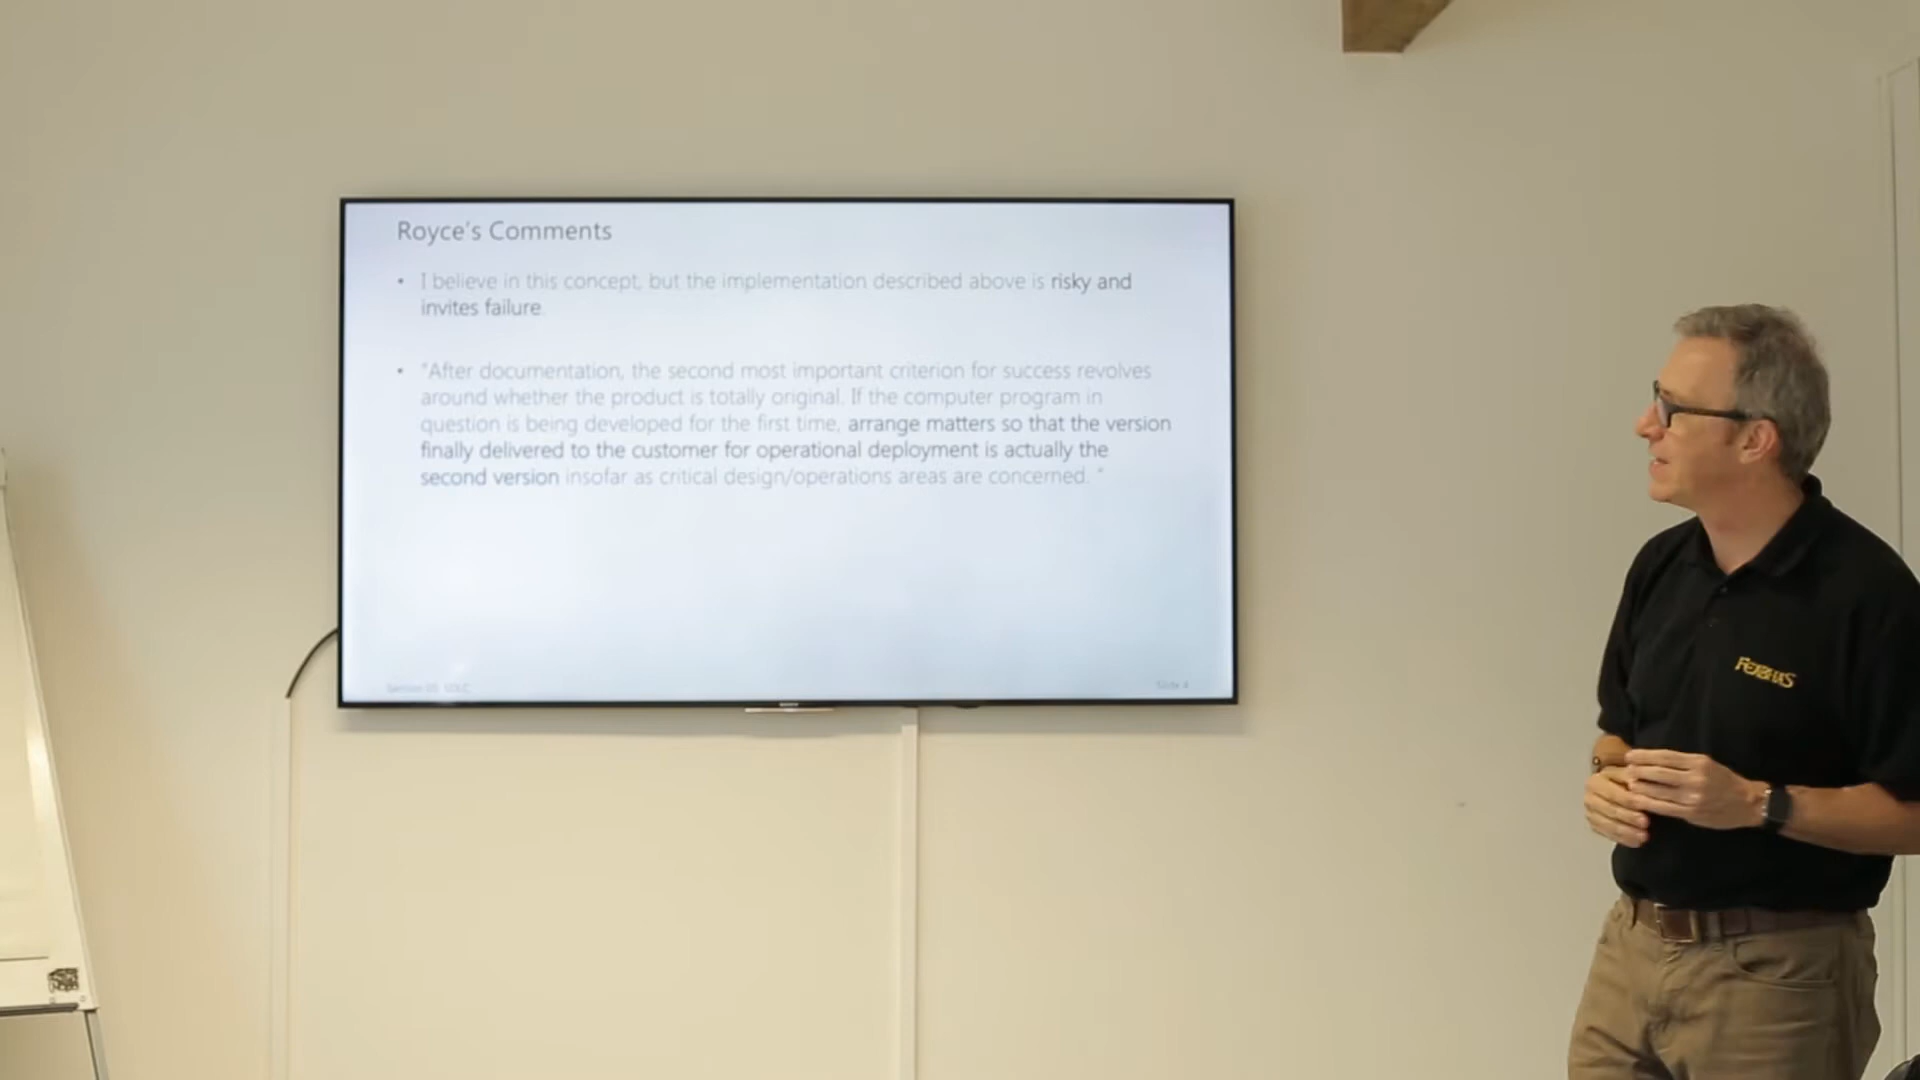 Royce's Comments
• I believe in this concept, but the implementation described above is risky and
invites failure.
• "After documentation, the second most important criterion for success revolves
around whether the product is totally original. If the computer program in
question is being developed for the first time, arrange matters so that the version
finally delivered to the customer for operational deployment is actually the
second version insofar as critical design/operations areas are concerned. "
Slide 4
FEABHAS